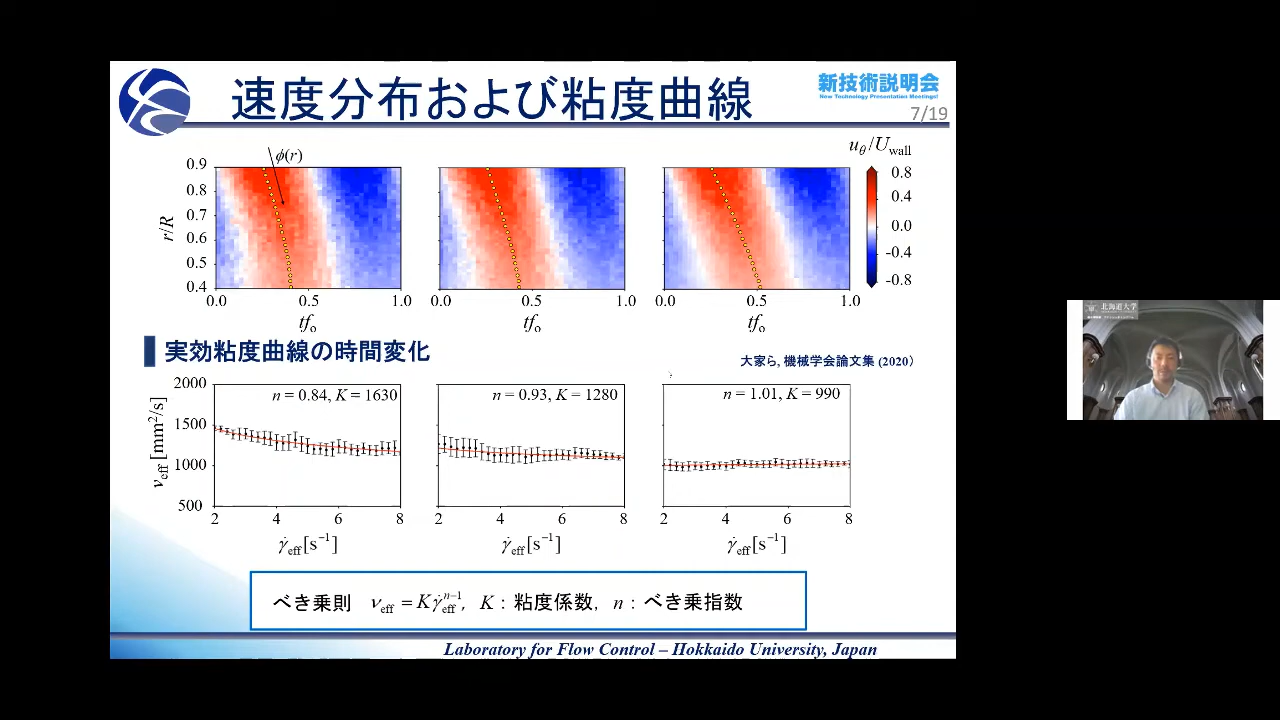 速度分布および粘度曲線
新技術説明会
New Technology Presentation Meetings!
7/19
ϕ(r)
u_θ/U_wall
r/R
0.9
0.8
0.7
0.6
0.5
0.4
0.0 0.5 1.0
tf_o
0.0 0.5 1.0
tf_o
0.0 0.5 1.0
tf_o
0.8
0.4
0.0
-0.4
-0.8
実効粘度曲線の時間変化
大家ら, 機械学会論文集 (2020)
ν_eff [mm²/s]
2000
1500
1000
500
n = 0.84, K = 1630
n = 0.93, K = 1280
n = 1.01, K = 990
2 4 6 8
γ̇_eff [s⁻¹]
2 4 6 8
γ̇_eff [s⁻¹]
2 4 6 8
γ̇_eff [s⁻¹]
べき乗則 ν_eff = Kγ̇_eff^{n−1}, K : 粘度係数, n : べき乗指数
Laboratory for Flow Control – Hokkaido University, Japan
北海道大学